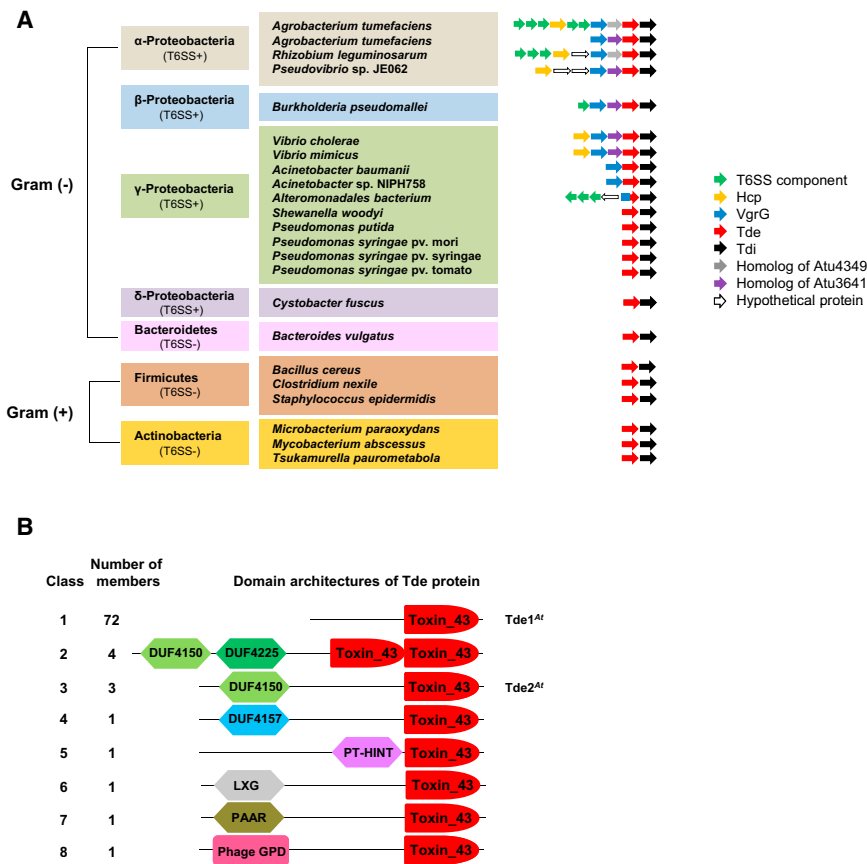 A
α-Proteobacteria
(T6SS+)
Agrobacterium tumefaciens
Agrobacterium tumefaciens
Rhizobium leguminosarum
Pseudovibrio sp. JE062
β-Proteobacteria
(T6SS+)
Burkholderia pseudomallei
Gram (-)
γ-Proteobacteria
(T6SS+)
Vibrio cholerae
Vibrio mimicus
Acinetobacter baumanii
Acinetobacter sp. NIPH758
Alteromonadales bacterium
Shewanella woodyi
Pseudomonas putida
Pseudomonas syringae pv. mori
Pseudomonas syringae pv. syringae
Pseudomonas syringae pv. tomato
δ-Proteobacteria
(T6SS+)
Cystobacter fuscus
Bacteroidetes
(T6SS-)
Bacteroides vulgatus
Gram (+)
Firmicutes
(T6SS-)
Bacillus cereus
Clostridium nexile
Staphylococcus epidermidis
Actinobacteria
(T6SS-)
Microbacterium paraoxydans
Mycobacterium abscessus
Tsukamurella paurometabola
T6SS component
Hcp
VgrG
Tde
Tdi
Homolog of Atu4349
Homolog of Atu3641
Hypothetical protein
B
Class
Number of
members
Domain architectures of Tde protein
1 72 Toxin_43 Tde1At
2 4 DUF4150 DUF4225 Toxin_43 Toxin_43
3 3 DUF4150 Toxin_43 Tde2At
4 1 DUF4157 Toxin_43
5 1 PT-HINT Toxin_43
6 1 LXG Toxin_43
7 1 PAAR Toxin_43
8 1 Phage GPD Toxin_43